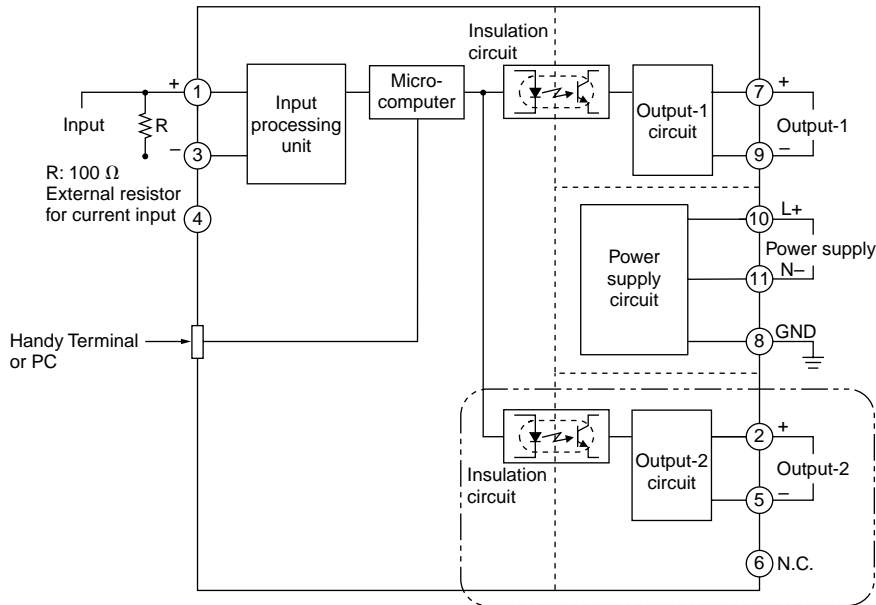 Insulation
circuit
+
1
Input
R
–
3
R: 100 Ω
External resistor
for current input
4
Input
processing
unit
Micro-
computer
Output-1
circuit
7
+
Output-1
9
–
Power
supply
circuit
10
L+
Power supply
11
N–
8
GND
Handy Terminal
or PC
Insulation
circuit
Output-2
circuit
2
+
Output-2
5
–
6
N.C.